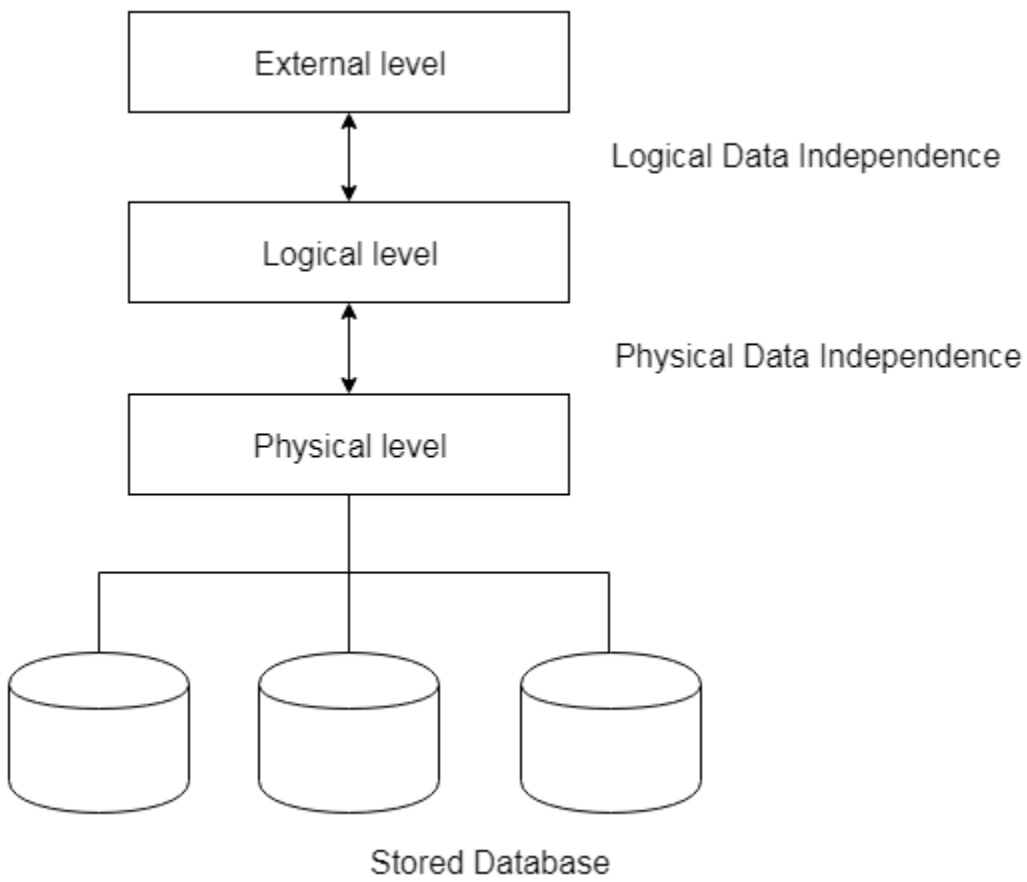 External level
Logical Data Independence
Logical level
Physical Data Independence
Physical level
Stored Database